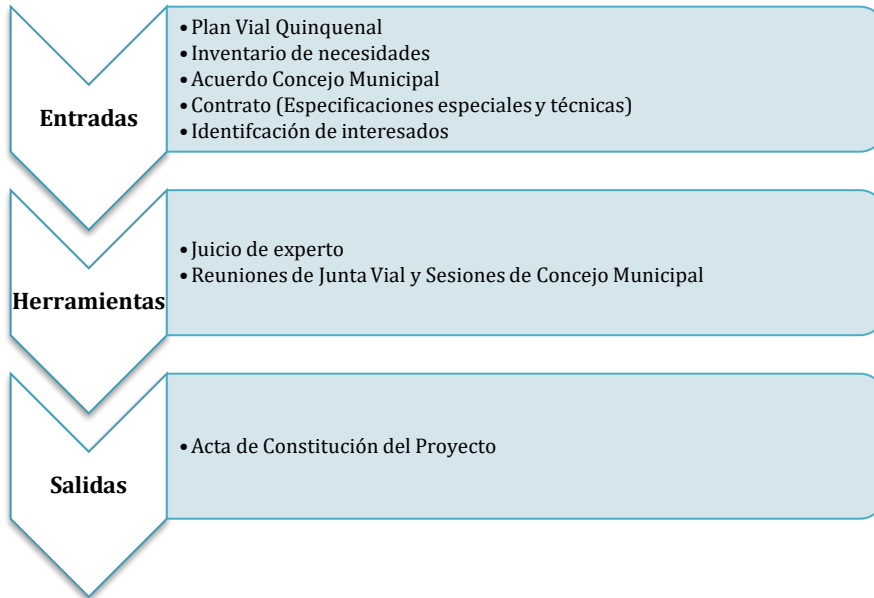 Entradas
•Plan Vial Quinquenal
•Inventario de necesidades
•Acuerdo Concejo Municipal
•Contrato (Especificaciones especiales y técnicas)
•Identifcación de interesados
Herramientas
•Juicio de experto
•Reuniones de Junta Vial y Sesiones de Concejo Municipal
Salidas
•Acta de Constitución del Proyecto